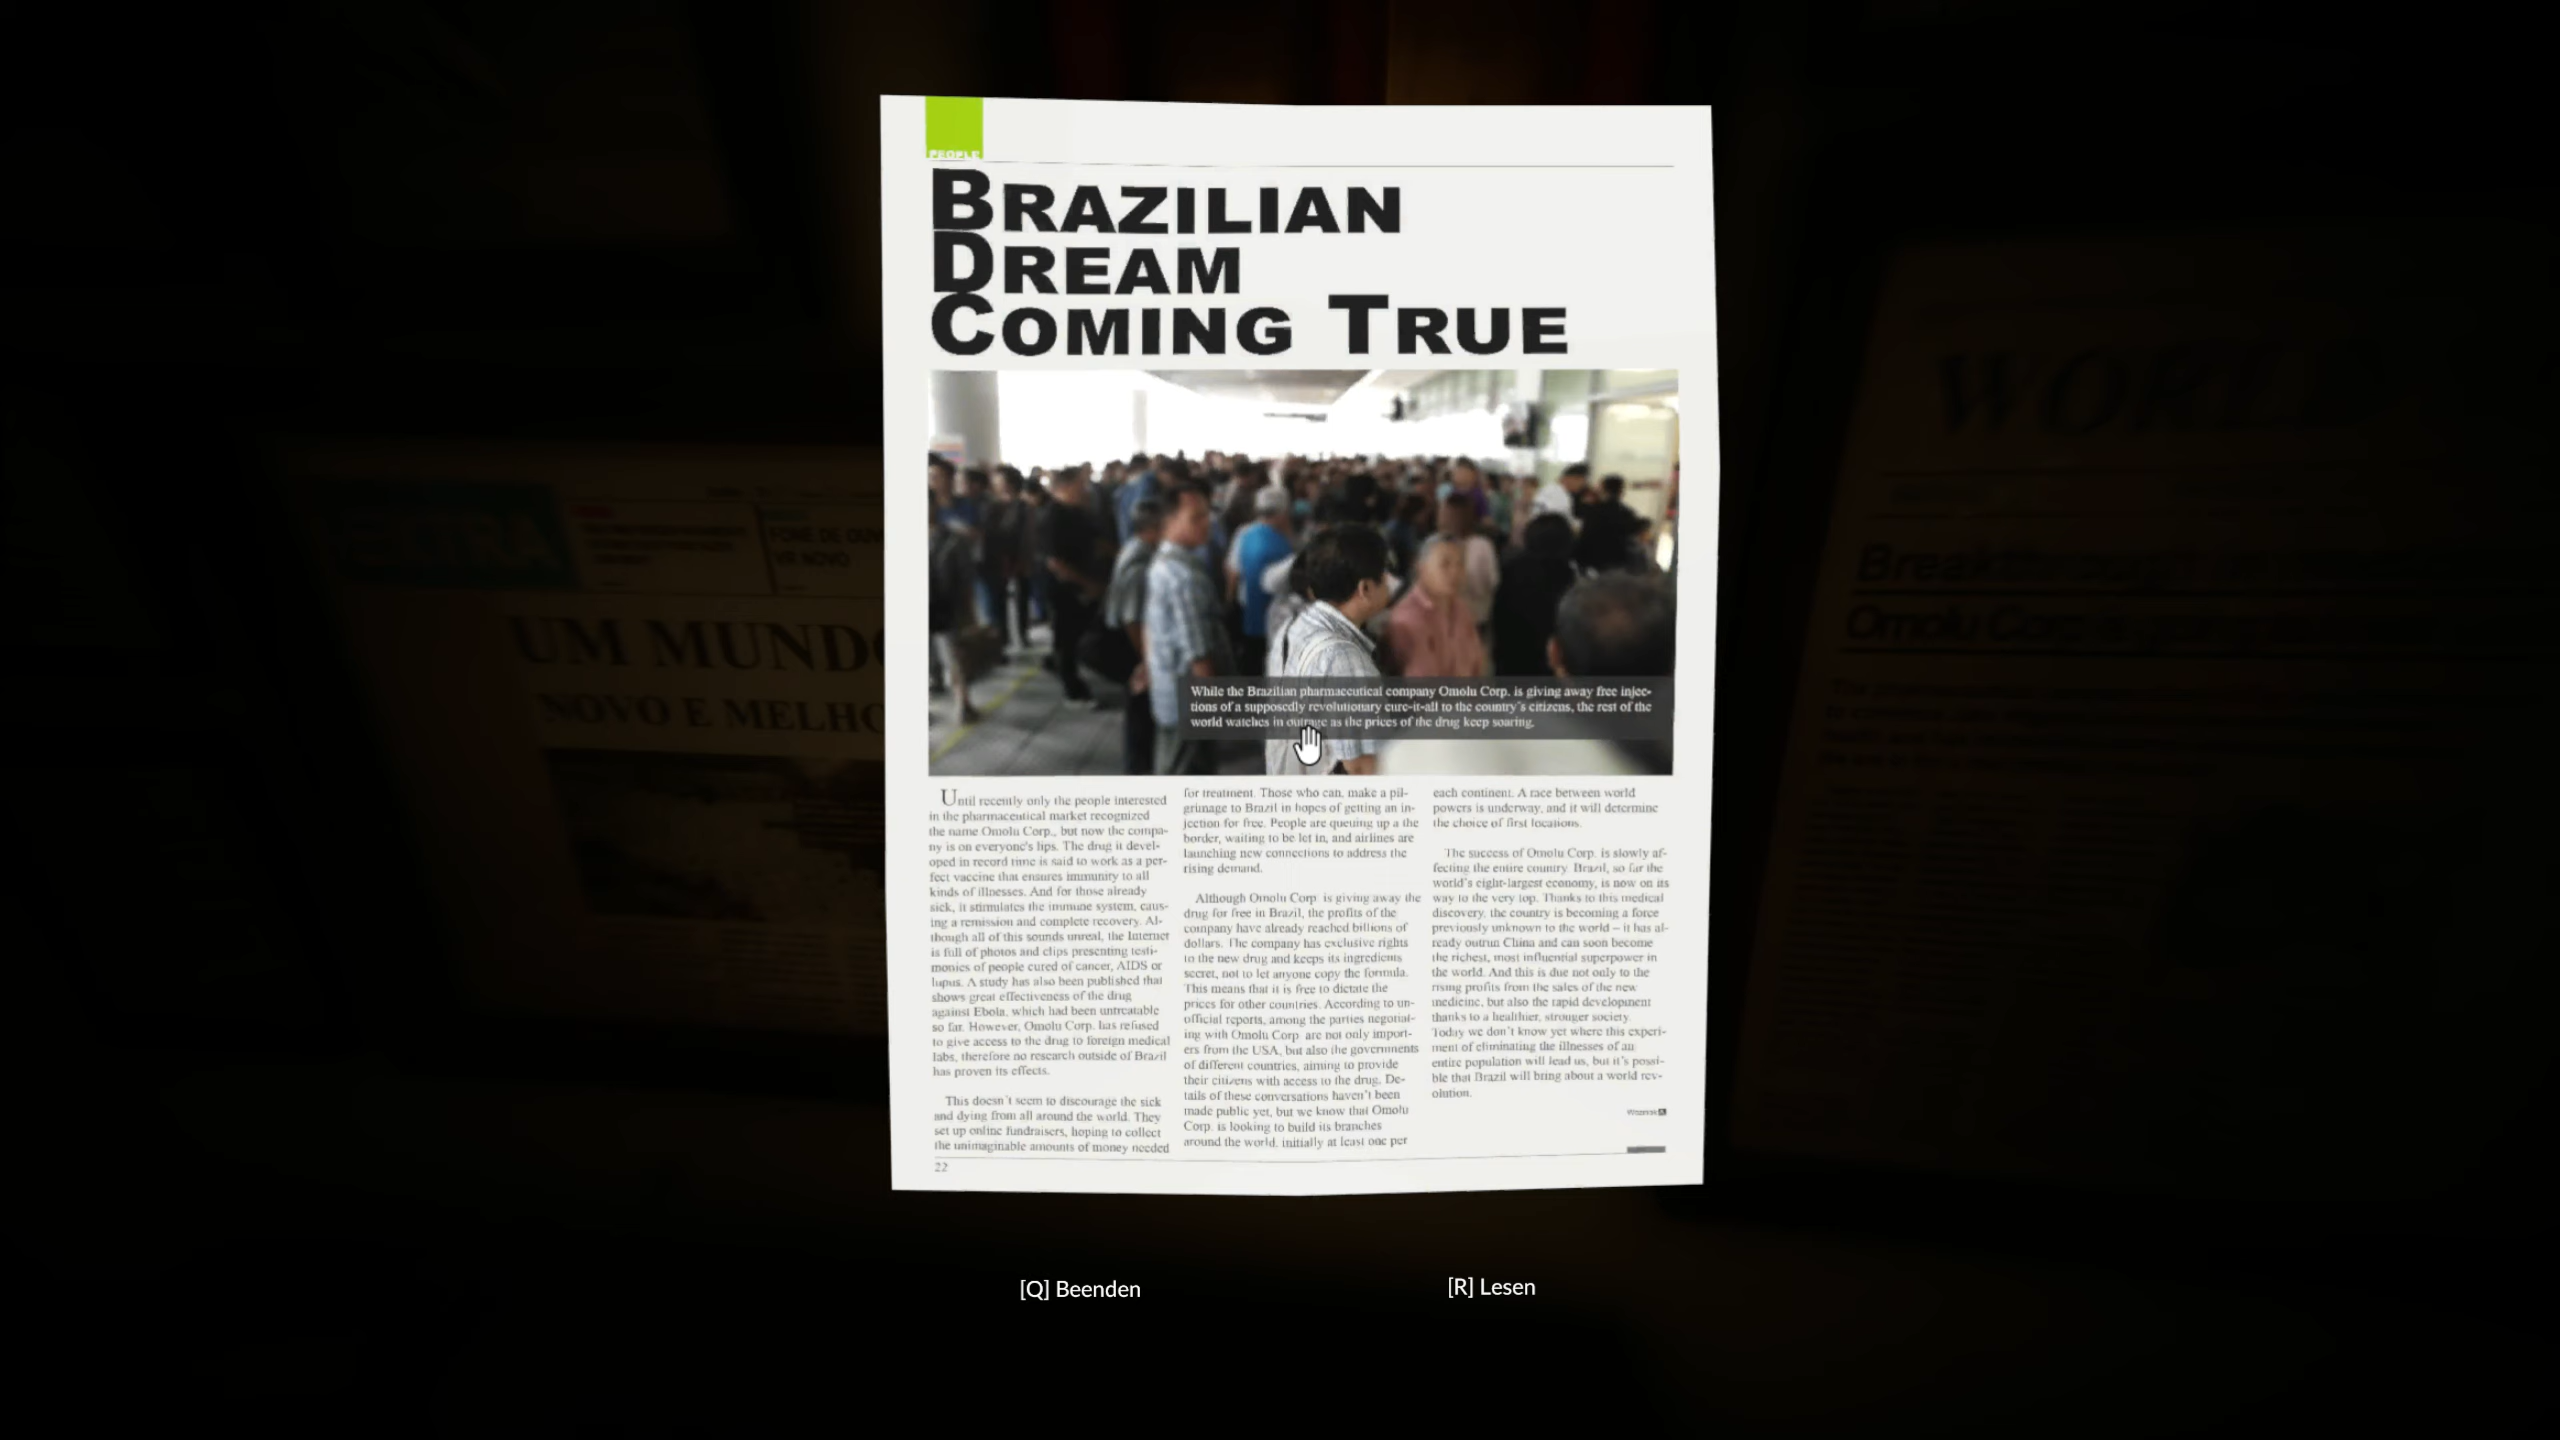 PEOPLE
BRAZILIAN
DREAM
COMING TRUE
While the Brazilian pharmaceutical company Omolu Corp. is giving away free injec-
tions of a supposedly revolutionary cure-it-all to the country's citizens, the rest of the
world watches in outrage as the prices of the drug keep soaring.
Until recently only the people interested
in the pharmaceutical market recognized
the name Omolu Corp., but now the compa-
ny is on everyone's lips. The drug it devel-
oped in record time is said to work as a per-
fect vaccine that ensures immunity to all
kinds of illnesses. And for those already
sick, it stimulates the immune system, caus-
ing a remission and complete recovery. Al-
though all of this sounds unreal, the Internet
is full of photos and clips presenting testi-
monies of people cured of cancer, AIDS or
lupus. A study has also been published that
shows great effectiveness of the drug
against Ebola, which had been untreatable
so far. However, Omolu Corp. has refused
to give access to the drug to foreign medical
labs, therefore no research outside of Brazil
has proven its effects.
This doesn't seem to discourage the sick
and dying from all around the world. They
set up online fundraisers, hoping to collect
the unimaginable amounts of money needed
for treatment. Those who can, make a pil-
grimage to Brazil in hopes of getting an in-
jection for free. People are queuing up a the
border, waiting to be let in, and airlines are
launching new connections to address the
rising demand.
Although Omolu Corp. is giving away the
drug for free in Brazil, the profits of the
company have already reached billions of
dollars. The company has exclusive rights
to the new drug and keeps its ingredients
secret, not to let anyone copy the formula.
This means that it is free to dictate the
prices for other countries. According to un-
official reports, among the parties negotiat-
ing with Omolu Corp. are not only import-
ers from the USA, but also the governments
of different countries, aiming to provide
their citizens with access to the drug. De-
tails of these conversations haven't been
made public yet, but we know that Omolu
Corp. is looking to build its branches
around the world, initially at least one per
each continent. A race between world
powers is underway, and it will determine
the choice of first locations.
The success of Omolu Corp. is slowly af-
fecting the entire country. Brazil, so far the
world's eight-largest economy, is now on its
way to the very top. Thanks to this medical
discovery, the country is becoming a force
previously unknown to the world – it has al-
ready outrun China and can soon become
the richest, most influential superpower in
the world. And this is due not only to the
rising profits from the sales of the new
medicine, but also the rapid development
thanks to a healthier, stronger society.
Today we don't know yet where this experi-
ment of eliminating the illnesses of an
entire population will lead us, but it's possi-
ble that Brazil will bring about a world rev-
olution.
22
UM MUNDO
NOVO E MELHO
FONE DE OUV
VR NOVO
WORLD
Omolu Corp
[Q] Beenden
[R] Lesen